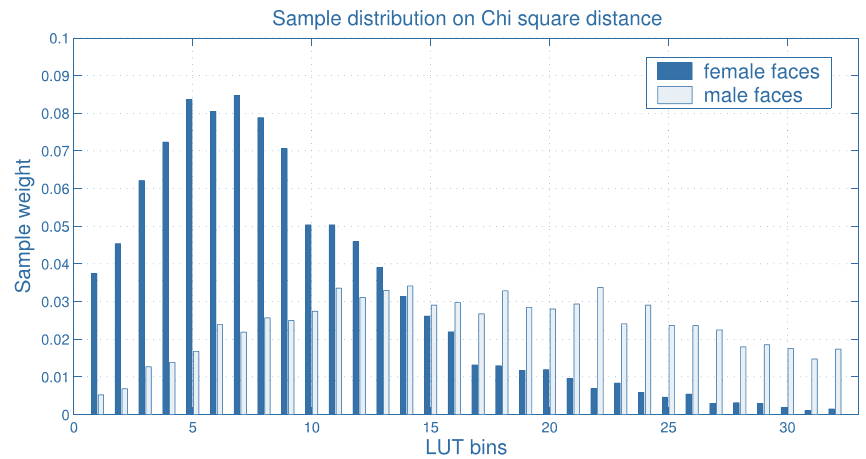 Sample distribution on Chi square distance
0.1
0.09
0.08
0.07
0.06
0.05
0.04
0.03
0.02
0.01
0
Sample weight
female faces
male faces
0 5 10 15 20 25 30
LUT bins